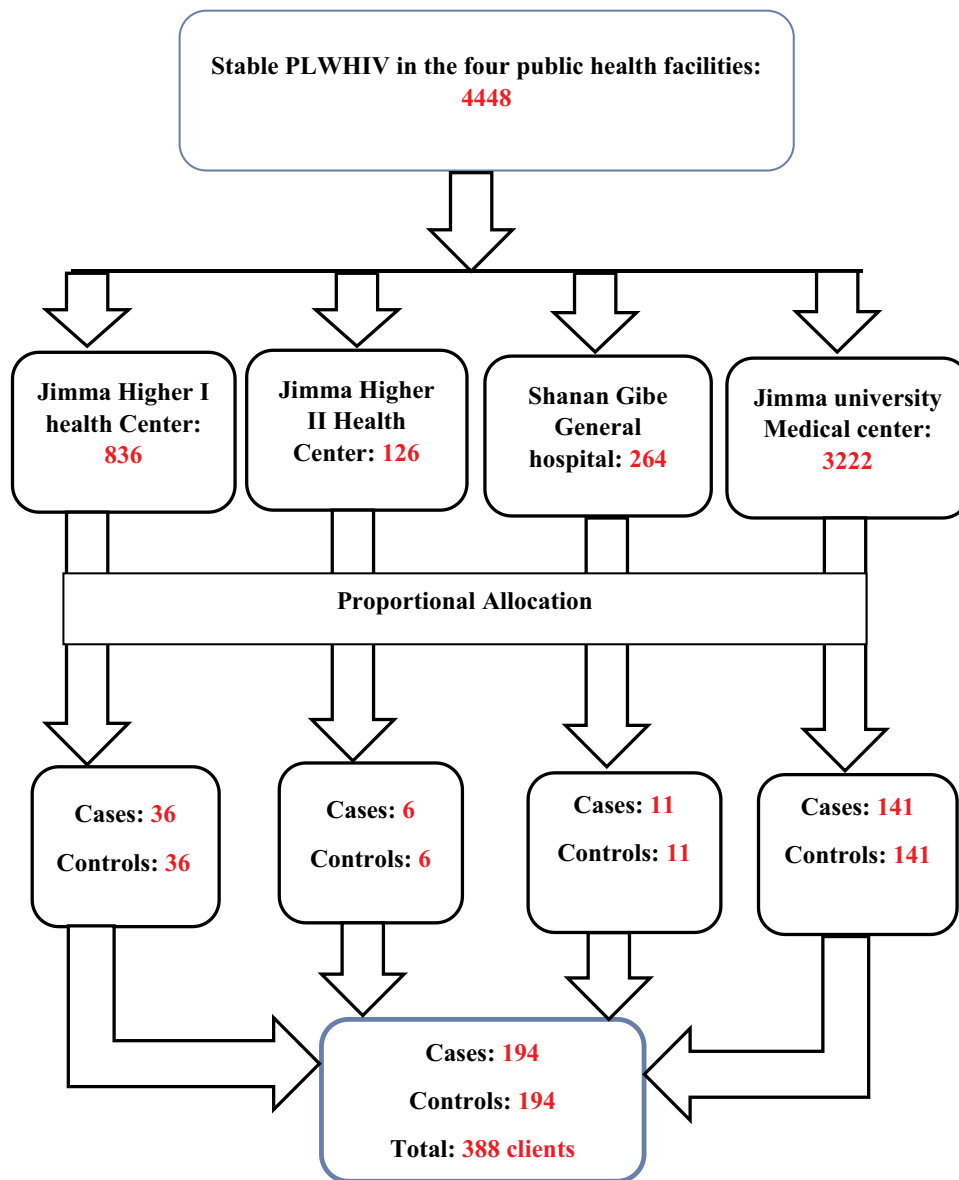 Stable PLWHIV in the four public health facilities:
4448
Jimma Higher I
health Center:
836
Jimma Higher
II Health
Center: 126
Shanan Gibe
General
hospital: 264
Jimma university
Medical center:
3222
Proportional Allocation
Cases: 36
Controls: 36
Cases: 6
Controls: 6
Cases: 11
Controls: 11
Cases: 141
Controls: 141
Cases: 194
Controls: 194
Total: 388 clients